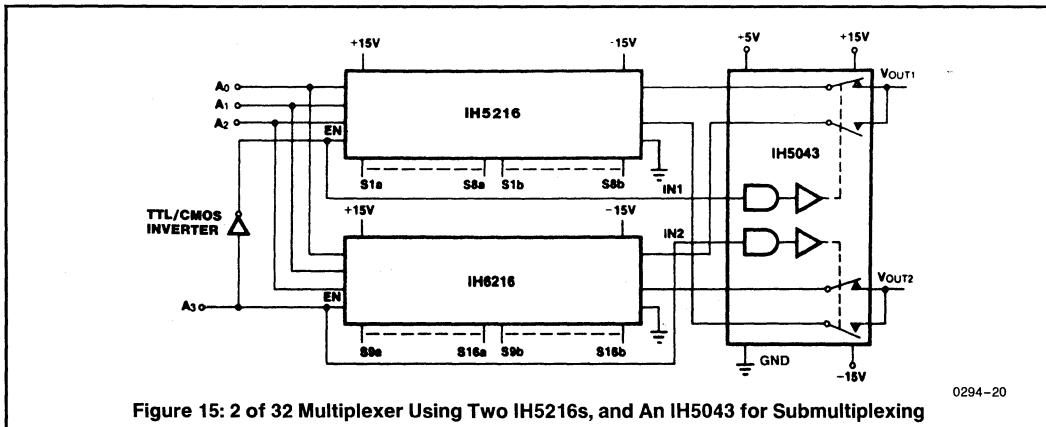 +15V
-15V
+5V
+15V
A0
A1
A2
EN
IH5216
VOUT1
S1a
S8a
S1b
S8b
IH5043
IN1
TTL/CMOS
INVERTER
+15V
-15V
IN2
IH6216
VOUT2
A3
EN
S9a
S16a
S9b
S16b
GND
-15V
0294-20
Figure 15: 2 of 32 Multiplexer Using Two IH5216s, and An IH5043 for Submultiplexing